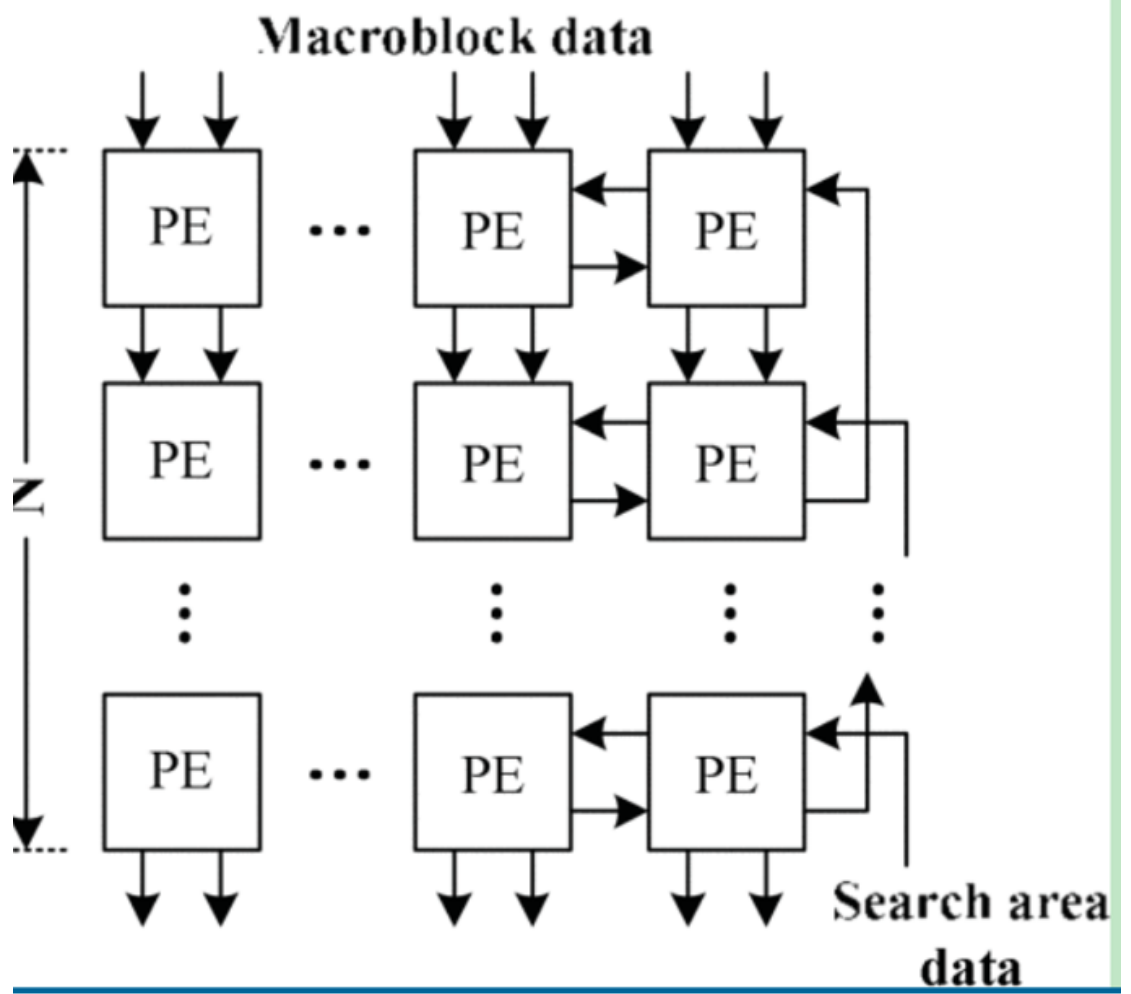 Macroblock data
PE ... PE PE
PE ... PE PE
N
PE ... PE PE
Search area
data